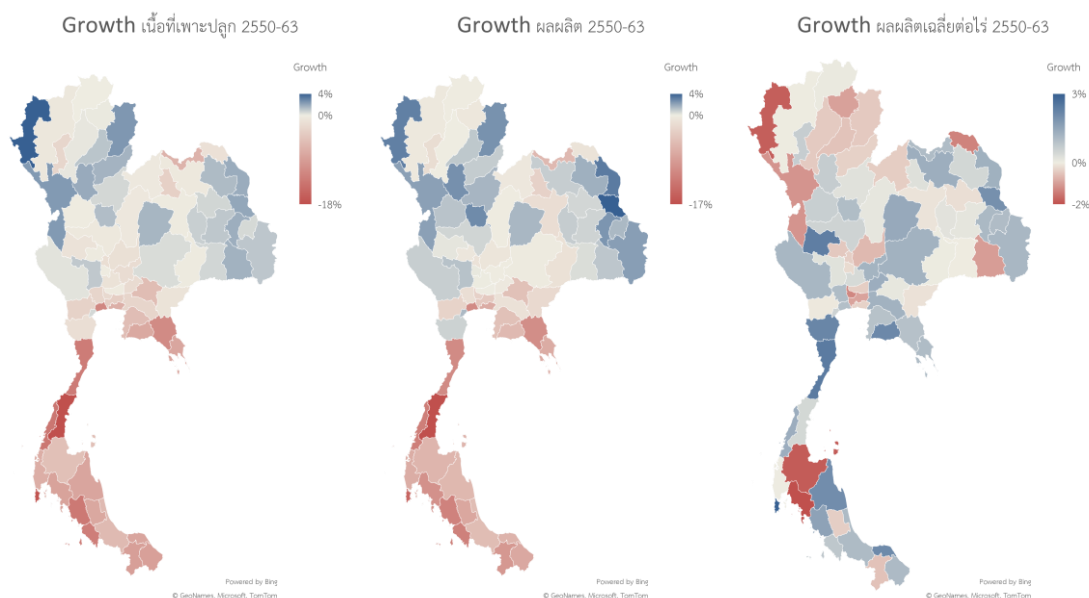 Growth เนื้อที่เพาะปลูก 2550-63
Growth
4%
0%
-18%
Powered by Bing
© GeoNames, Microsoft, TomTom
Growth ผลผลิต 2550-63
Growth
4%
0%
-17%
Powered by Bing
© GeoNames, Microsoft, TomTom
Growth ผลผลิตเฉลี่ยต่อไร่ 2550-63
Growth
3%
0%
-2%
Powered by Bing
© GeoNames, Microsoft, TomTom